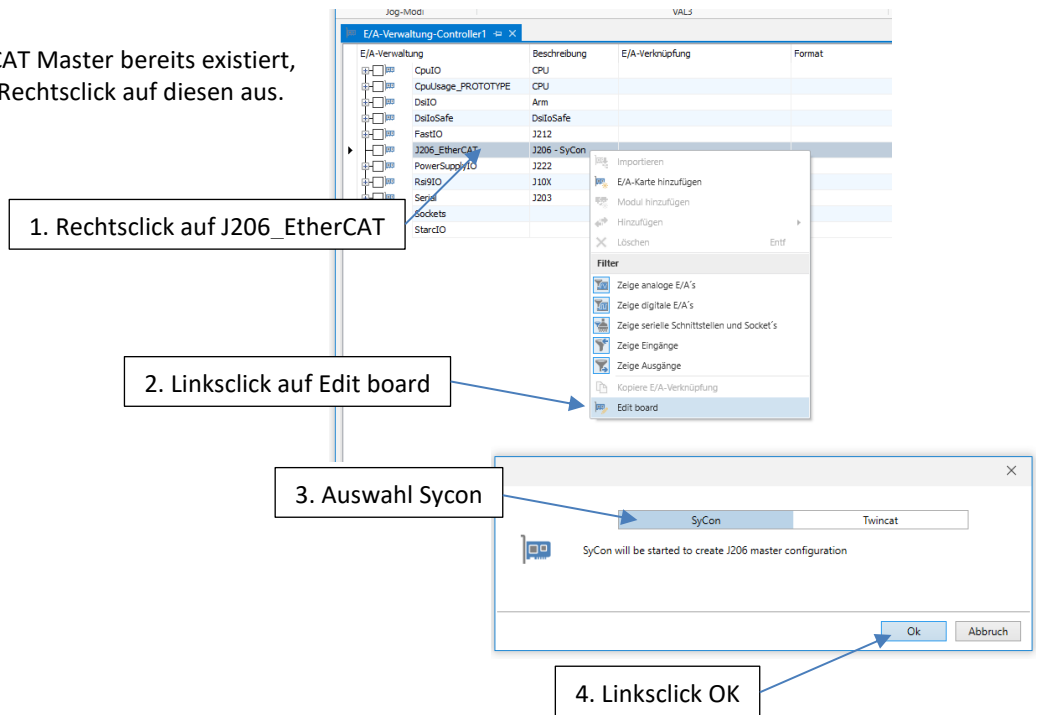 Jog-Modi VAL3
E/A-Verwaltung-Controller1
CAT Master bereits existiert,
Rechtsclick auf diesen aus.
E/A-Verwaltung Beschreibung E/A-Verknüpfung Format
CpuIO CPU
CpuUsage_PROTOTYPE CPU
DsiIO Arm
DsiIoSafe DsiIoSafe
FastIO J212
J206_EtherCAT J206 - SyCon
PowerSupplyIO J222
Rsi9IO J10X
Serial J203
Sockets
StarcIO
1. Rechtsclick auf J206_EtherCAT
Importieren
E/A-Karte hinzufügen
Modul hinzufügen
Hinzufügen
Löschen Entf
Filter
Zeige analoge E/A´s
Zeige digitale E/A´s
Zeige serielle Schnittstellen und Socket´s
Zeige Eingänge
Zeige Ausgänge
Kopiere E/A-Verknüpfung
Edit board
2. Linksclick auf Edit board
3. Auswahl Sycon
SyCon Twincat
SyCon will be started to create J206 master configuration
Ok Abbruch
4. Linksclick OK